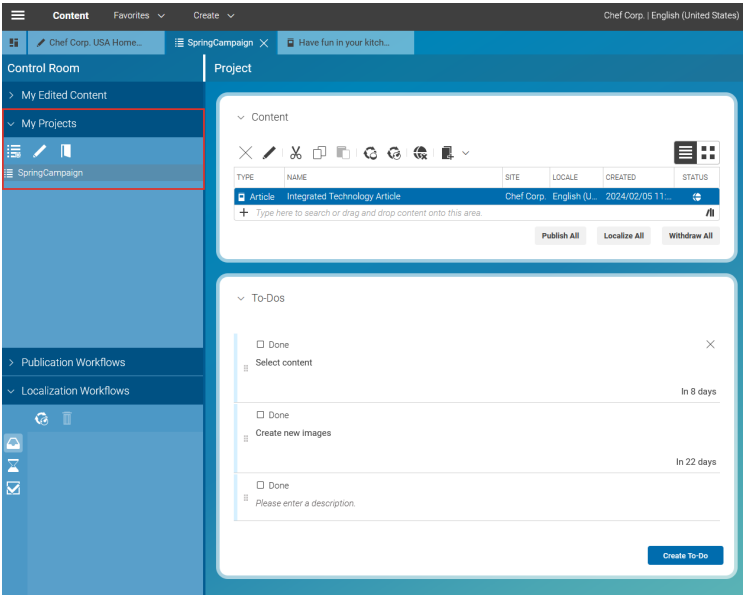 Content Favorites Create Chef Corp. | English (United States)
Chef Corp. USA Home... SpringCampaign Have fun in your kitch...
Control Room
My Edited Content
My Projects
SpringCampaign
Publication Workflows
Localization Workflows
Project
Content
TYPE NAME SITE LOCALE CREATED STATUS
Article Integrated Technology Article Chef Corp. English (U... 2024/02/05 11:...
Type here to search or drag and drop content onto this area.
Publish All Localize All Withdraw All
To-Dos
Done
Select content
In 8 days
Done
Create new images
In 22 days
Done
Please enter a description.
Create To-Do